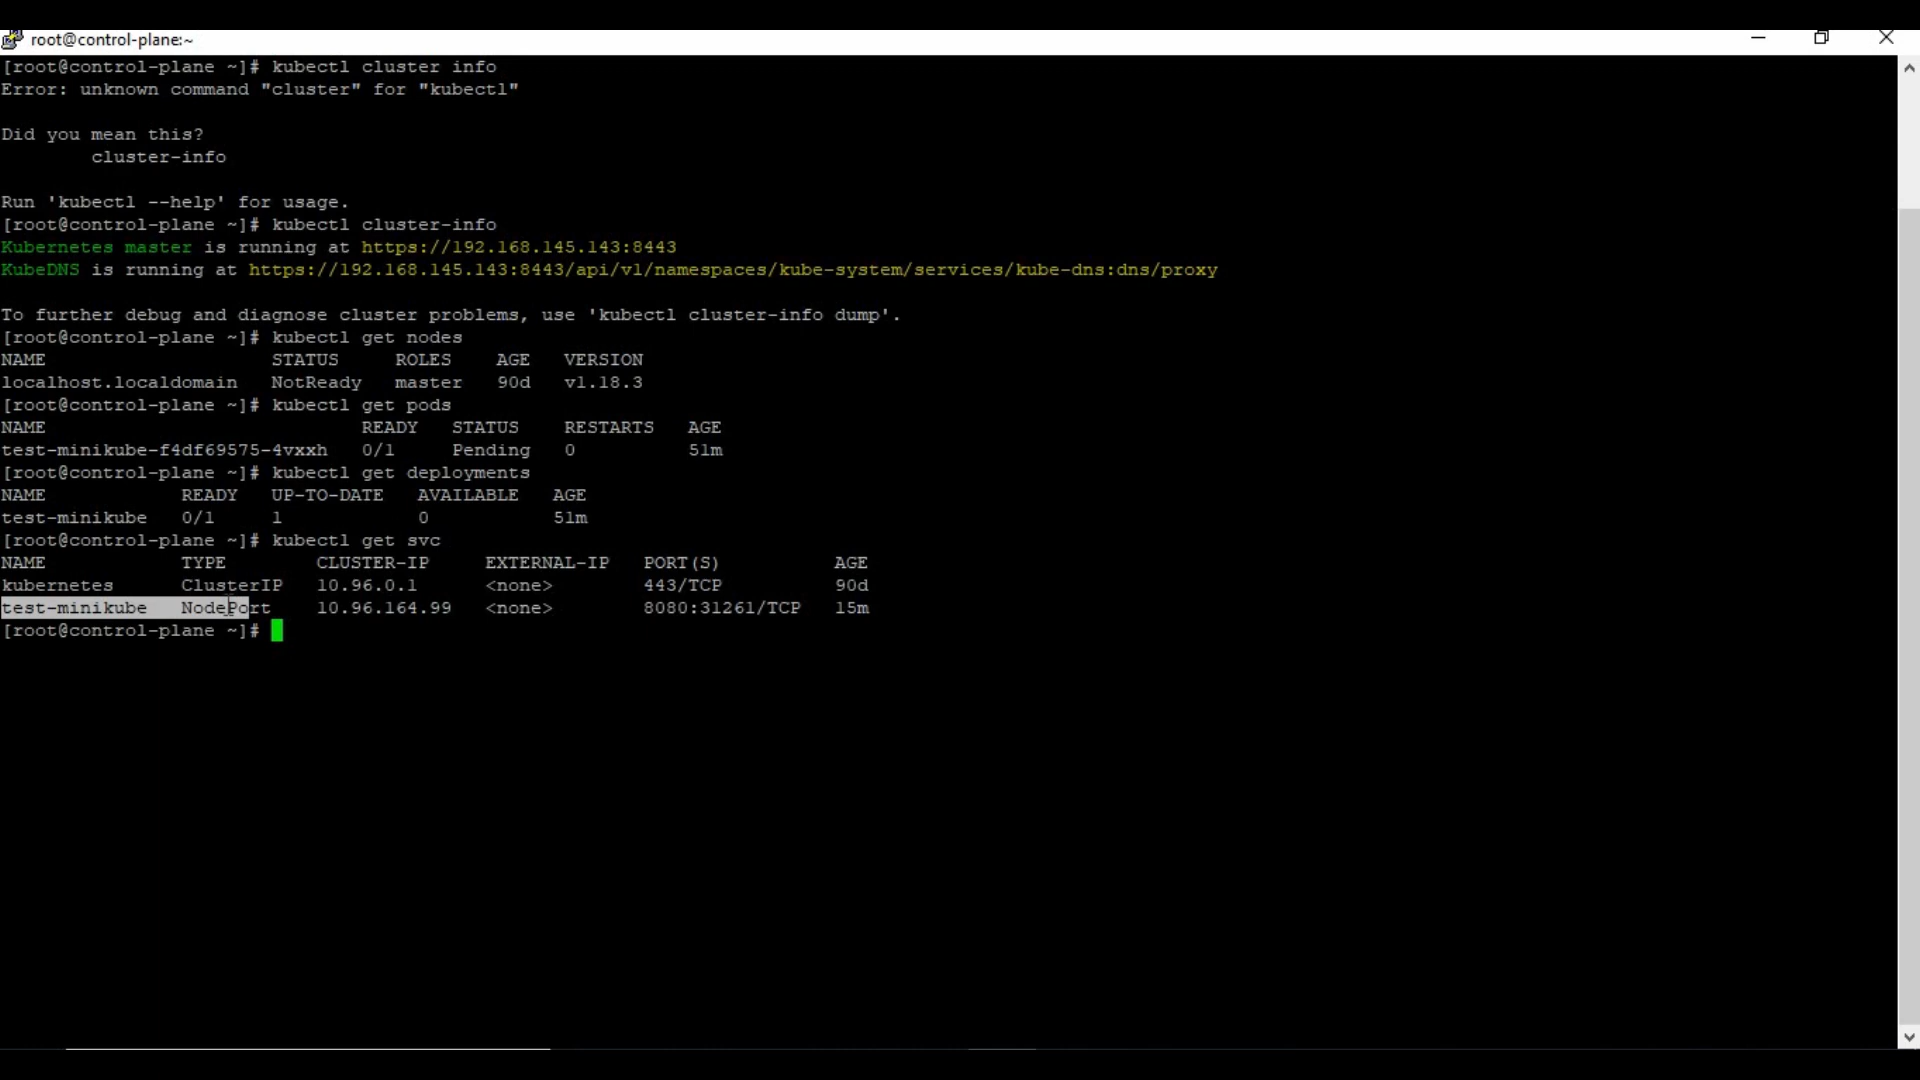 root@control-plane:~
[root@control-plane ~]# kubectl cluster info
Error: unknown command "cluster" for "kubectl"
Did you mean this?
cluster-info
Run 'kubectl --help' for usage.
[root@control-plane ~]# kubectl cluster-info
Kubernetes master is running at https://192.168.145.143:8443
KubeDNS is running at https://192.168.145.143:8443/api/v1/namespaces/kube-system/services/kube-dns:dns/proxy
To further debug and diagnose cluster problems, use 'kubectl cluster-info dump'.
[root@control-plane ~]# kubectl get nodes
NAME STATUS ROLES AGE VERSION
localhost.localdomain NotReady master 90d v1.18.3
[root@control-plane ~]# kubectl get pods
NAME READY STATUS RESTARTS AGE
test-minikube-f4df69575-4vxxh 0/1 Pending 0 51m
[root@control-plane ~]# kubectl get deployments
NAME READY UP-TO-DATE AVAILABLE AGE
test-minikube 0/1 1 0 51m
[root@control-plane ~]# kubectl get svc
NAME TYPE CLUSTER-IP EXTERNAL-IP PORT(S) AGE
kubernetes ClusterIP 10.96.0.1 <none> 443/TCP 90d
test-minikube NodePort 10.96.164.99 <none> 8080:31261/TCP 15m
[root@control-plane ~]#